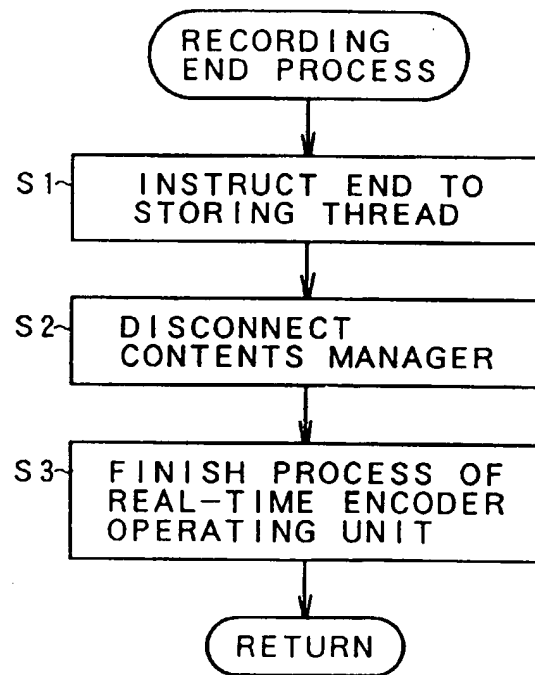 RECORDING
END PROCESS
S1
INSTRUCT END TO
STORING THREAD
S2
DISCONNECT
CONTENTS MANAGER
S3
FINISH PROCESS OF
REAL-TIME ENCODER
OPERATING UNIT
RETURN